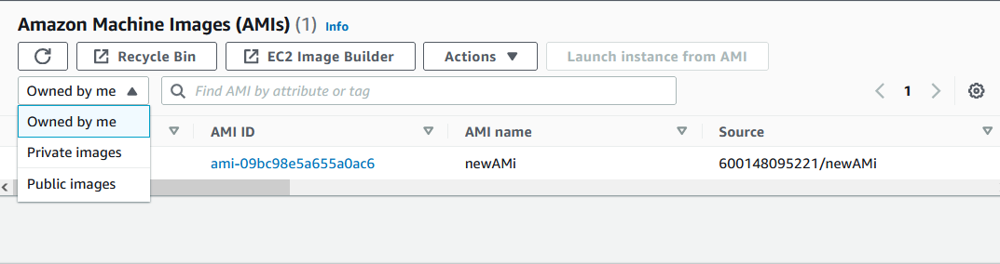 Amazon Machine Images (AMIs) (1) Info
Recycle Bin EC2 Image Builder Actions Launch instance from AMI
Owned by me Find AMI by attribute or tag 1
Owned by me
AMI ID AMI name Source
Private images
ami-09bc98e5a655a0ac6 newAMi 600148095221/newAMi
Public images